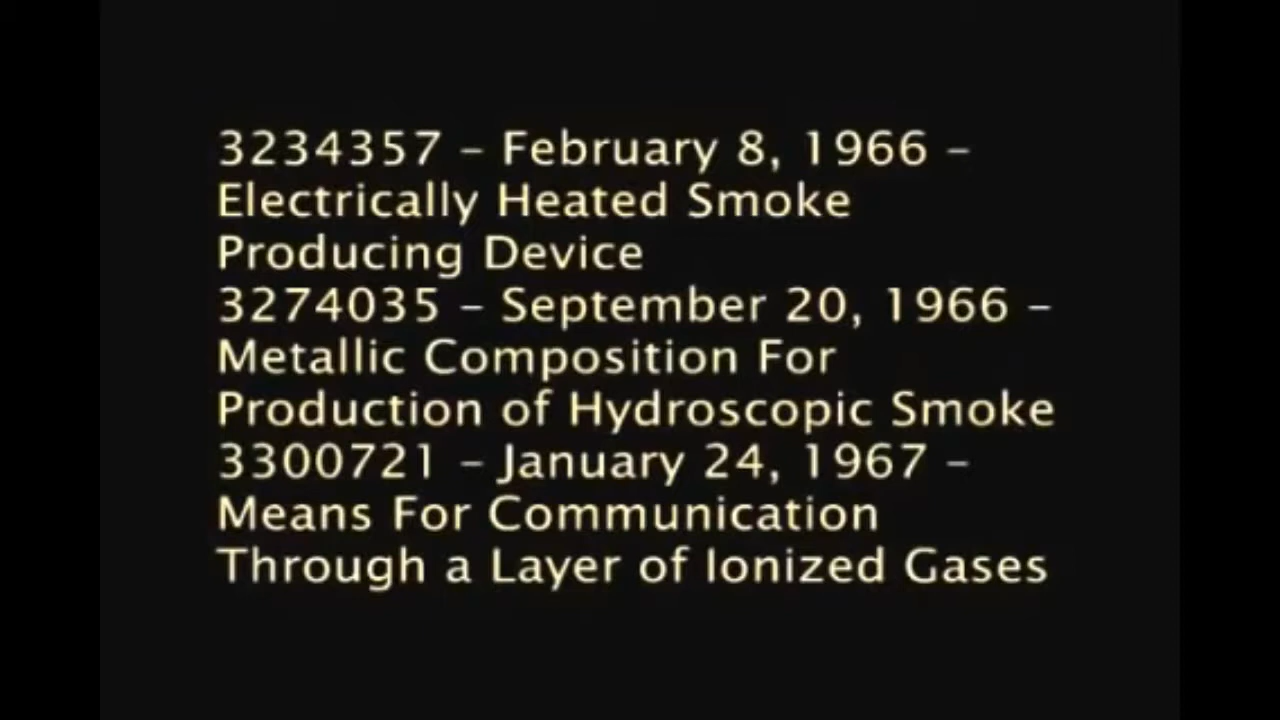 3234357 – February 8, 1966 –
Electrically Heated Smoke
Producing Device
3274035 – September 20, 1966 –
Metallic Composition For
Production of Hydroscopic Smoke
3300721 – January 24, 1967 –
Means For Communication
Through a Layer of Ionized Gases